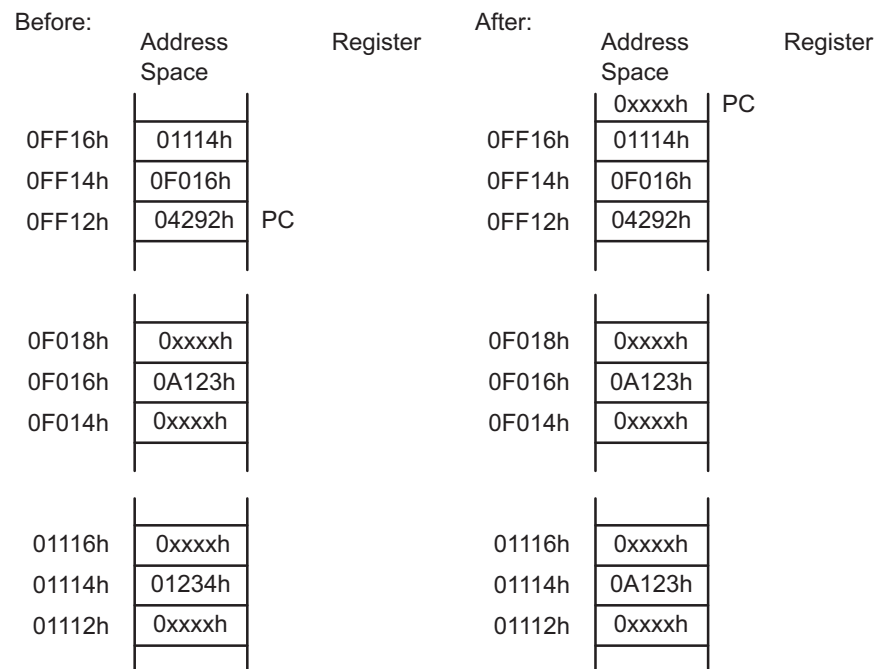 Before:
Address Space
Register
0FF16h 01114h
0FF14h 0F016h
0FF12h 04292h PC
0F018h 0xxxxh
0F016h 0A123h
0F014h 0xxxxh
01116h 0xxxxh
01114h 01234h
01112h 0xxxxh
After:
Address Space
Register
0xxxxh PC
0FF16h 01114h
0FF14h 0F016h
0FF12h 04292h
0F018h 0xxxxh
0F016h 0A123h
0F014h 0xxxxh
01116h 0xxxxh
01114h 0A123h
01112h 0xxxxh